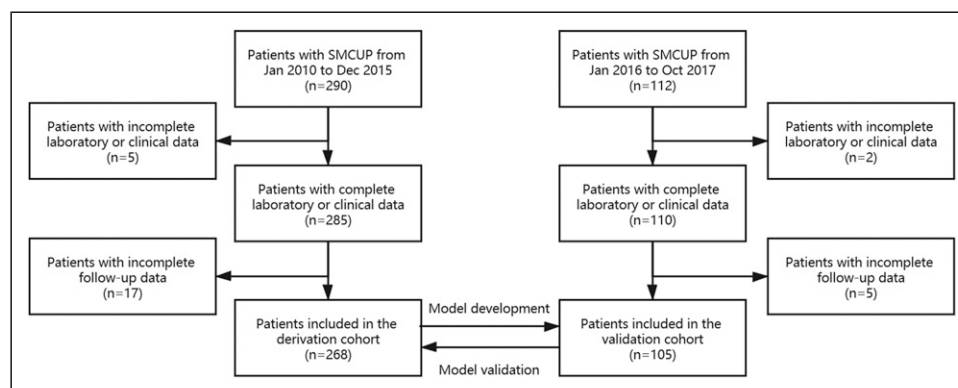 Patients with SMCUP from
Jan 2010 to Dec 2015
(n=290)
Patients with SMCUP from
Jan 2016 to Oct 2017
(n=112)
Patients with incomplete
laboratory or clinical data
(n=5)
Patients with incomplete
laboratory or clinical data
(n=2)
Patients with complete
laboratory or clinical data
(n=285)
Patients with complete
laboratory or clinical data
(n=110)
Patients with incomplete
follow-up data
(n=17)
Patients with incomplete
follow-up data
(n=5)
Patients included in the
derivation cohort
(n=268)
Model development
Model validation
Patients included in the
validation cohort
(n=105)